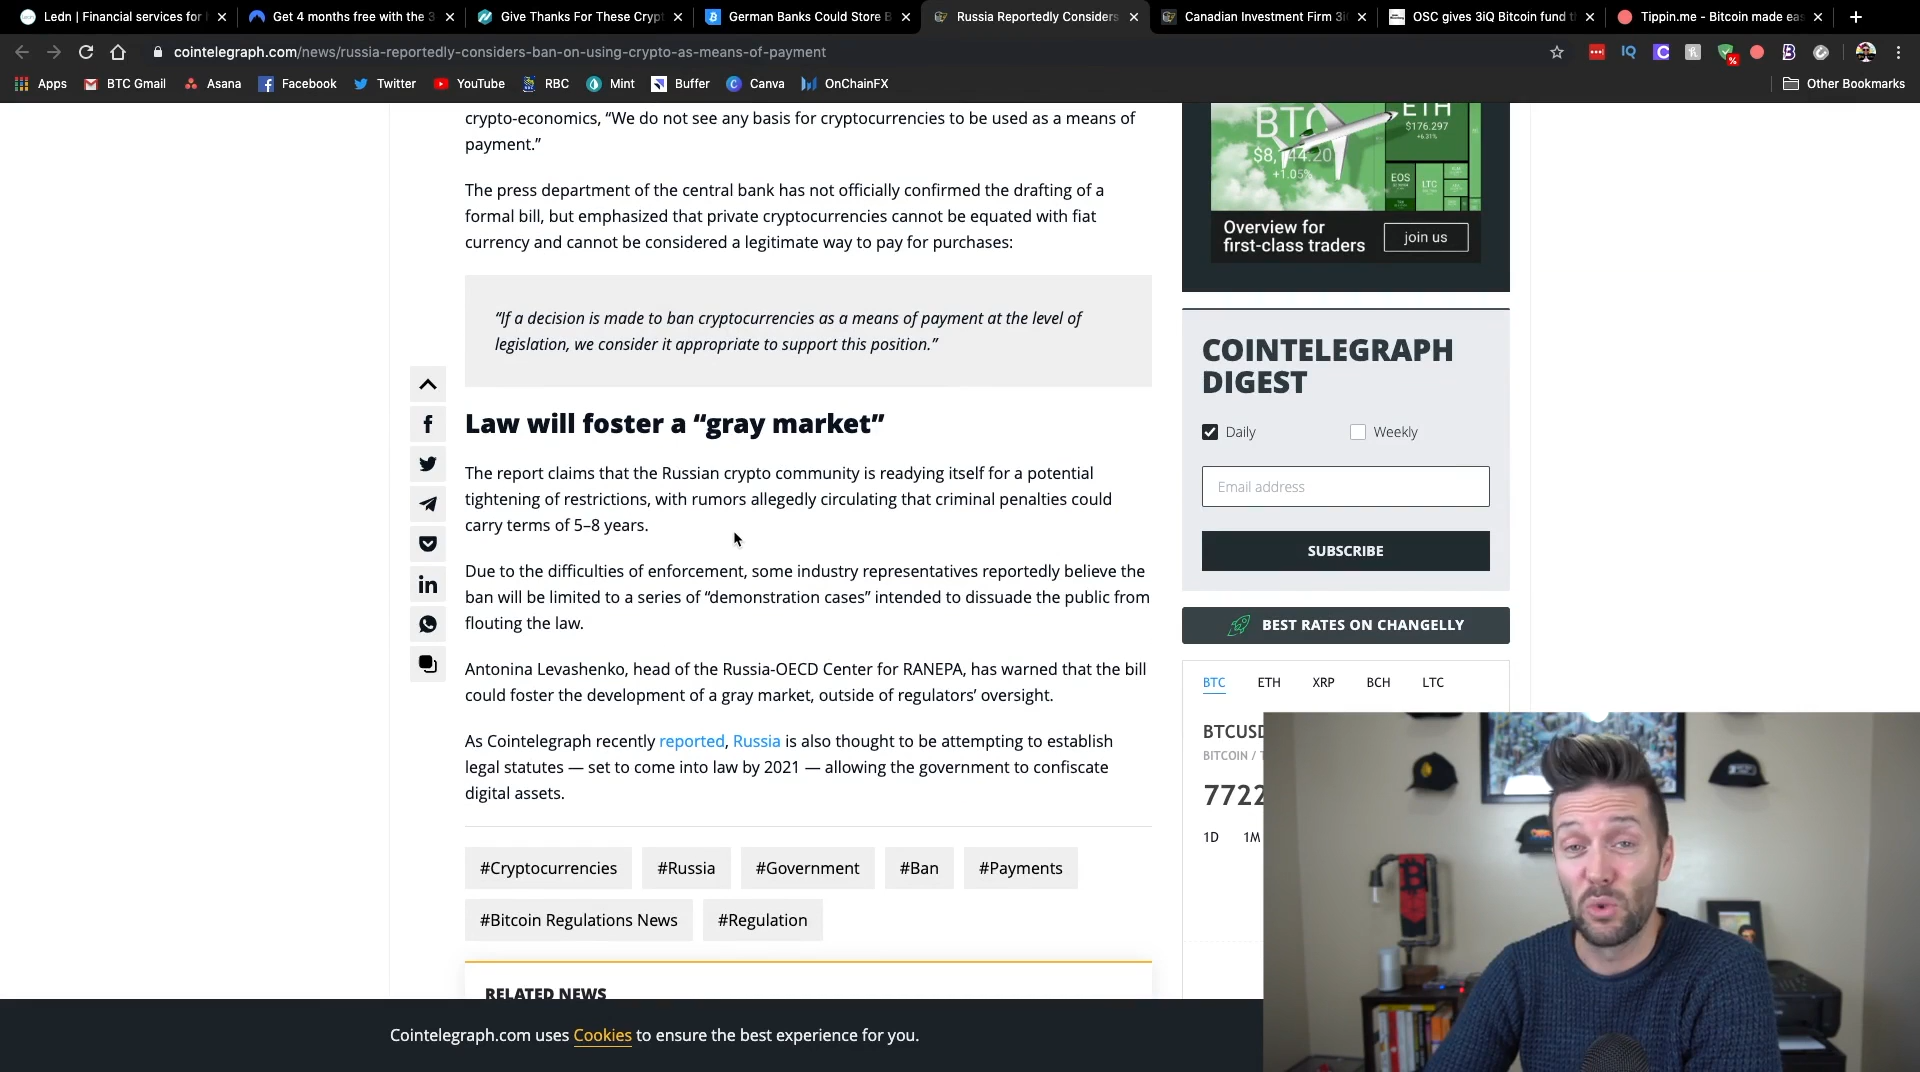 Ledn | Financial services for
Get 4 months free with the 3
Give Thanks For These Crypt
German Banks Could Store B
Russia Reportedly Considers
Canadian Investment Firm 3i
OSC gives 3iQ Bitcoin fund t
Tippin.me - Bitcoin made eas
cointelegraph.com/news/russia-reportedly-considers-ban-on-using-crypto-as-means-of-payment
Apps
BTC Gmail
Asana
Facebook
Twitter
YouTube
RBC
Mint
Buffer
Canva
OnChainFX
Other Bookmarks
crypto-economics, “We do not see any basis for cryptocurrencies to be used as a means of
payment.”
The press department of the central bank has not officially confirmed the drafting of a
formal bill, but emphasized that private cryptocurrencies cannot be equated with fiat
currency and cannot be considered a legitimate way to pay for purchases:
“If a decision is made to ban cryptocurrencies as a means of payment at the level of
legislation, we consider it appropriate to support this position.”
Law will foster a “gray market”
The report claims that the Russian crypto community is readying itself for a potential
tightening of restrictions, with rumors allegedly circulating that criminal penalties could
carry terms of 5–8 years.
Due to the difficulties of enforcement, some industry representatives reportedly believe the
ban will be limited to a series of “demonstration cases” intended to dissuade the public from
flouting the law.
Antonina Levashenko, head of the Russia-OECD Center for RANEPA, has warned that the bill
could foster the development of a gray market, outside of regulators’ oversight.
As Cointelegraph recently reported, Russia is also thought to be attempting to establish
legal statutes — set to come into law by 2021 — allowing the government to confiscate
digital assets.
#Cryptocurrencies
#Russia
#Government
#Ban
#Payments
#Bitcoin Regulations News
#Regulation
RELATED NEWS
Cointelegraph.com uses Cookies to ensure the best experience for you.
BTC
$8,144.20
+1.05%
ETH
$176.297
+6.31%
EOS
LTC
Overview for
first-class traders
join us
COINTELEGRAPH
DIGEST
Daily
Weekly
Email address
SUBSCRIBE
BEST RATES ON CHANGELLY
BTC
ETH
XRP
BCH
LTC
BTCUSD
BITCOIN /
7722
1D
1M